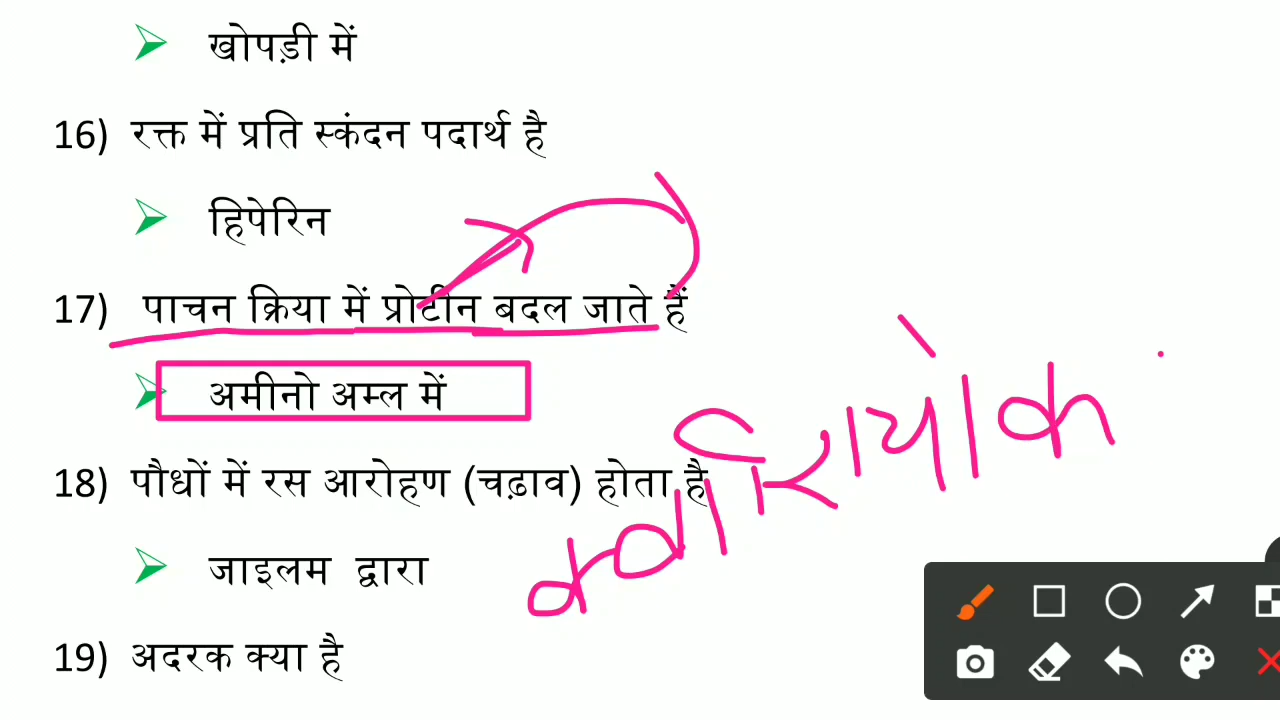 खोपड़ी में
16) रक्त में प्रति स्कंदन पदार्थ है
हिपेरिन
17) पाचन क्रिया में प्रोटीन बदल जाते हैं
अमीनो अम्ल में
18) पौधों में रस आरोहण (चढ़ाव) होता है
जाइलम द्वारा
19) अदरक क्या है